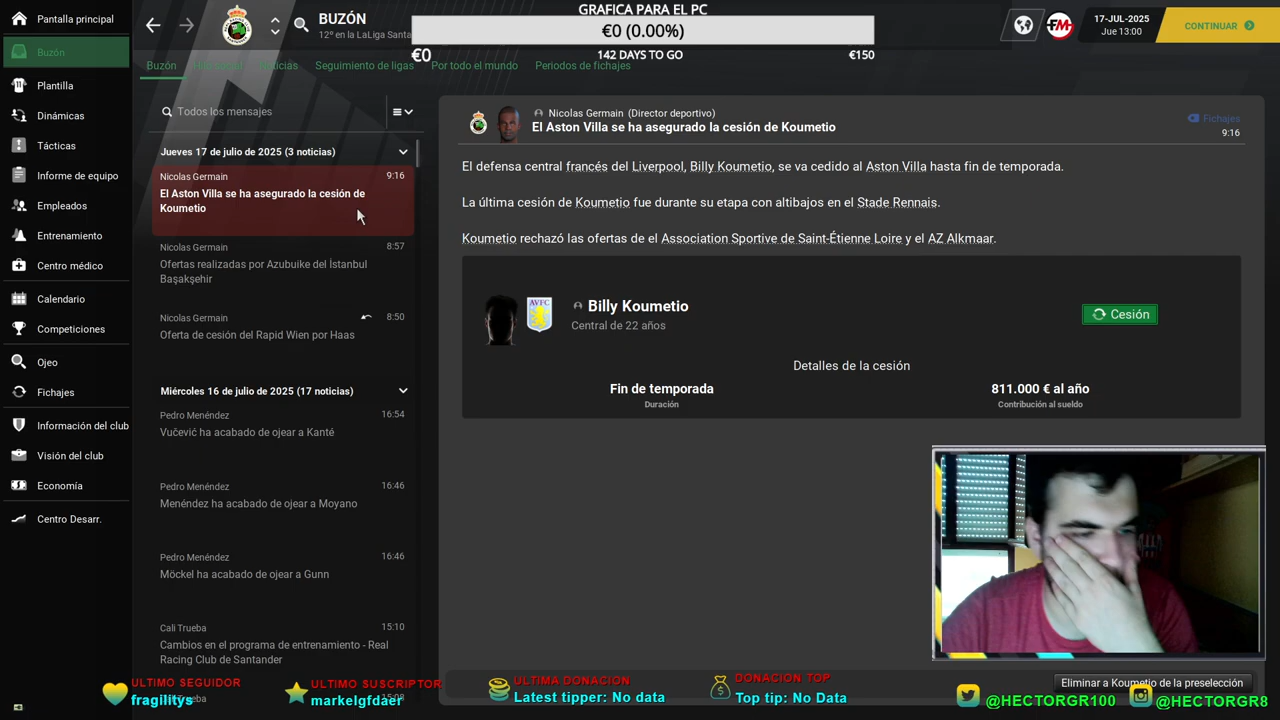 Pantalla principal
Buzón
Plantilla
Dinámicas
Tácticas
Informe de equipo
Empleados
Entrenamiento
Centro médico
Calendario
Competiciones
Ojeo
Fichajes
Información del club
Visión del club
Economía
Centro Desarr.
BUZÓN
12º en la LaLiga Santa
GRAFICA PARA EL PC
€0 (0.00%)
€0
142 DAYS TO GO
€150
17-JUL-2025
Jue 13:00
CONTINUAR
Buzón
Noticias
Seguimiento de ligas
Por todo el mundo
Periodos de fichajes
Todos los mensajes
Jueves 17 de julio de 2025 (3 noticias)
Nicolas Germain 9:16
El Aston Villa se ha asegurado la cesión de
Koumetio
Nicolas Germain 8:57
Ofertas realizadas por Azubuike del İstanbul
Başakşehir
Nicolas Germain 8:50
Oferta de cesión del Rapid Wien por Haas
Miércoles 16 de julio de 2025 (17 noticias)
Pedro Menéndez 16:54
Vučević ha acabado de ojear a Kanté
Pedro Menéndez 16:46
Menéndez ha acabado de ojear a Moyano
Pedro Menéndez 16:46
Möckel ha acabado de ojear a Gunn
Cali Trueba 15:10
Cambios en el programa de entrenamiento - Real
Racing Club de Santander
Nicolas Germain (Director deportivo)
El Aston Villa se ha asegurado la cesión de Koumetio
Fichajes
9:16
El defensa central francés del Liverpool, Billy Koumetio, se va cedido al Aston Villa hasta fin de temporada.
La última cesión de Koumetio fue durante su etapa con altibajos en el Stade Rennais.
Koumetio rechazó las ofertas de el Association Sportive de Saint-Étienne Loire y el AZ Alkmaar.
AVFC
Billy Koumetio
Central de 22 años
Cesión
Detalles de la cesión
Fin de temporada
Duración
811.000 € al año
Contribución al sueldo
Eliminar a Koumetio de la preselección
ULTIMO SEGUIDOR
fragilitys
ULTIMO SUSCRIPTOR
markelgfdaer
ULTIMA DONACION
Latest tipper: No data
DONACION TOP
Top tip: No Data
@HECTORGR100
@HECTORGR8